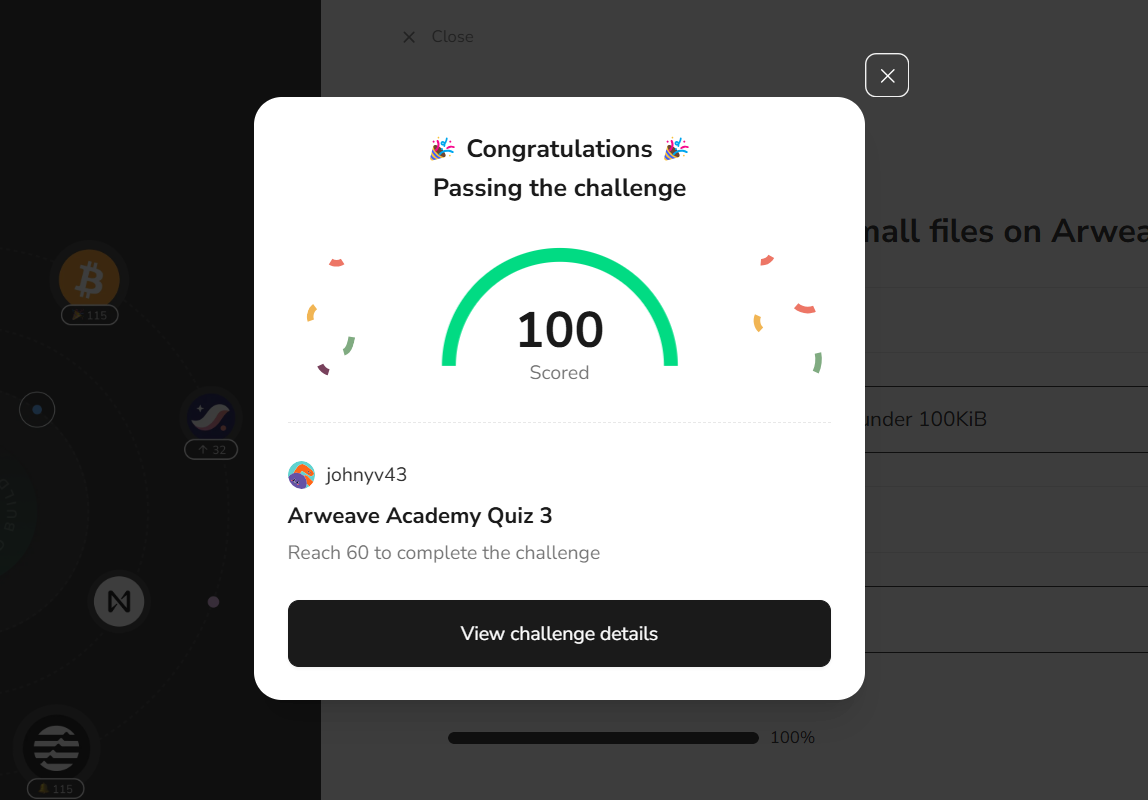 Close
Congratulations
Passing the challenge
mall files on Arwea
115
100
Scored
under 100KiB
32
johnyv43
Arweave Academy Quiz 3
Reach 60 to complete the challenge
View challenge details
100%
115